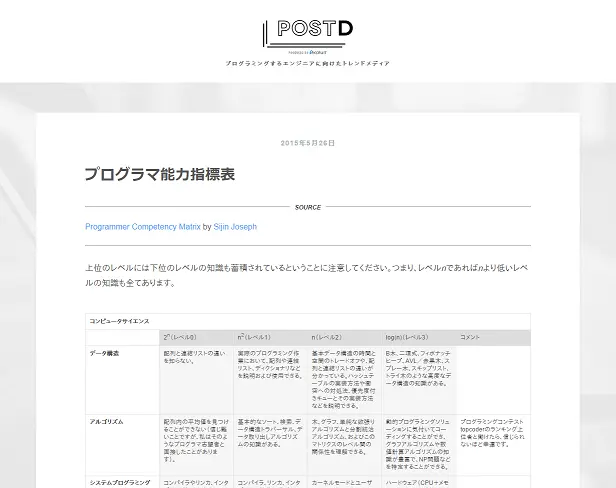 POSTD
POWERED BY
プログラミングするエンジニアに向けたトレンドメディア
2015年5月26日
プログラマ能力指標表
SOURCE
Programmer Competency Matrix by Sijin Joseph
上位のレベルには下位のレベルの知識も蓄積されているということに注意してください。つまり、レベルnであればnより低いレベ
ルの知識も全てあります。
コンピュータサイエンス
2^n(レベル0) n^2(レベル1) n(レベル2) log(n)(レベル3) コメント
データ構造
配列と連結リストの違い
を知らない。
実際のプログラミング作
業において、配列や連結
リスト、ディクショナリなど
を説明および使用できる。
基本データ構造の時間と
空間のトレードオフや、配
列と連結リストの違いが
分かっている。ハッシュテ
ーブルの実装方法や衝
突への対処法、優先度付
きキューとその実装方法
などを説明できる。
B木、二項式、フィボナッチ
ヒープ、AVL／赤黒木、ス
プレー木、スキップリスト、
トライ木のような高度なデ
ータ構造の知識がある。
アルゴリズム
配列内の平均値を見つけ
ることができない(信じ難
いことですが、私はそのよ
うなプログラマ志願者と
面接したことがありま
す)。
基本的なソート、検索、デ
ータ構造トラバーサル、デ
ータ取り出しアルゴリズ
ムの知識がある。
木、グラフ、単純な欲張り
アルゴリズムと分割統治
アルゴリズム、およびこの
マトリクスのレベル間の
関係性を理解できる。
動的プログラミングソリュ
ーションに気付いてコー
ディングすることができ、
グラフアルゴリズムや数
値計算アルゴリズムの知
識が豊富で、NP問題など
を特定することができる。
プログラミングコンテスト
topcoderのランキング上
位者と働けたら、信じられ
ないほど幸運です。
システムプログラミング
コンパイラやリンカ、インタ
コンパイラ、リンカ、インタ
カーネルモードとユーザ
ハードウェア(CPU+メモ